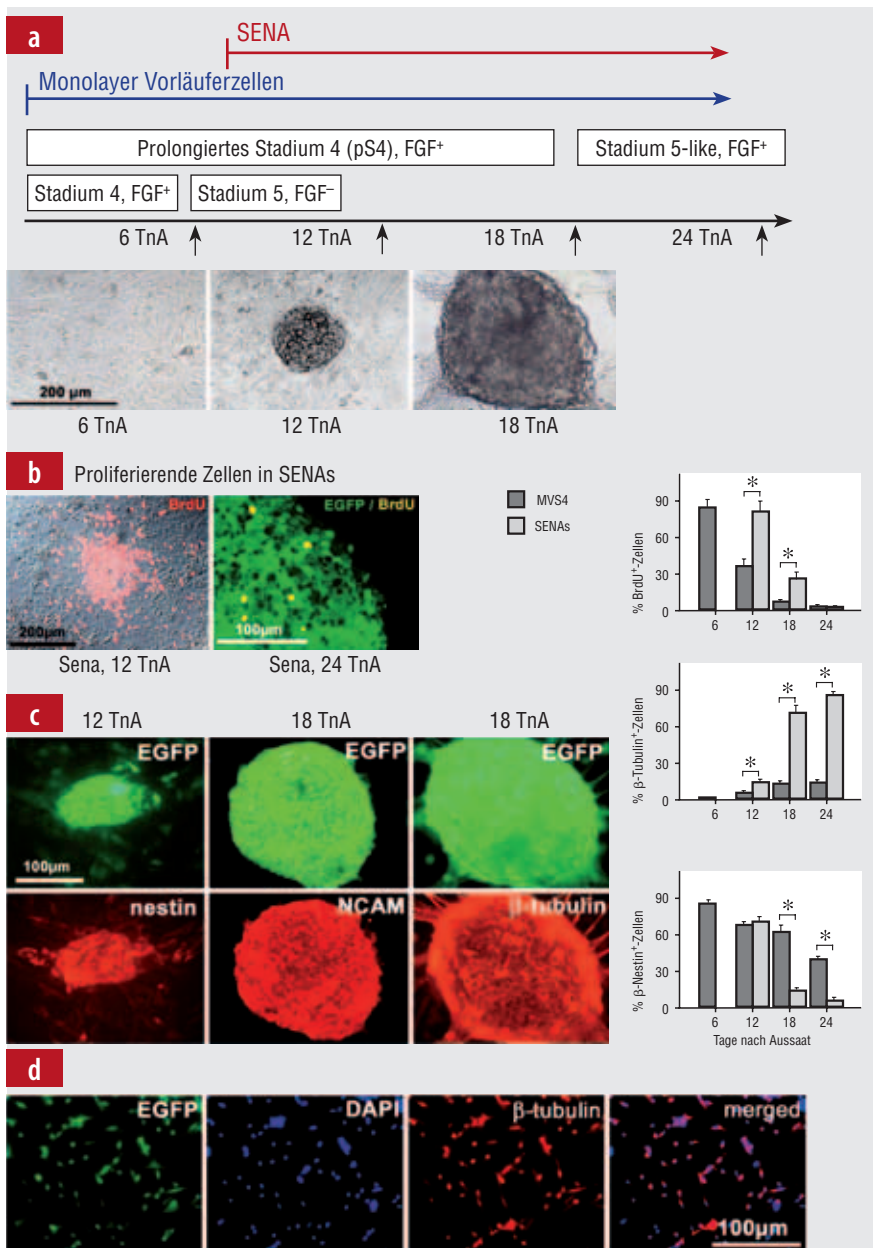 a
SENA
Monolayer Vorläuferzellen
Prolongiertes Stadium 4 (pS4), FGF⁺
Stadium 5-like, FGF⁺
Stadium 4, FGF⁺
Stadium 5, FGF⁻
6 TnA
12 TnA
18 TnA
24 TnA
200 µm
6 TnA
12 TnA
18 TnA
b
Proliferierende Zellen in SENAs
BrdU
200µm
EGFP / BrdU
100µm
Sena, 12 TnA
Sena, 24 TnA
MVS4
SENAs
% BrdU⁺-Zellen
90
60
30
0
*
*
6
12
18
24
% β-Tubulin⁺-Zellen
90
60
30
0
*
*
*
6
12
18
24
c
12 TnA
18 TnA
18 TnA
EGFP
100µm
EGFP
EGFP
nestin
NCAM
β-tubulin
% β-Nestin⁺-Zellen
90
60
30
0
*
*
6
12
18
24
Tage nach Aussaat
d
EGFP
DAPI
β-tubulin
merged
100µm